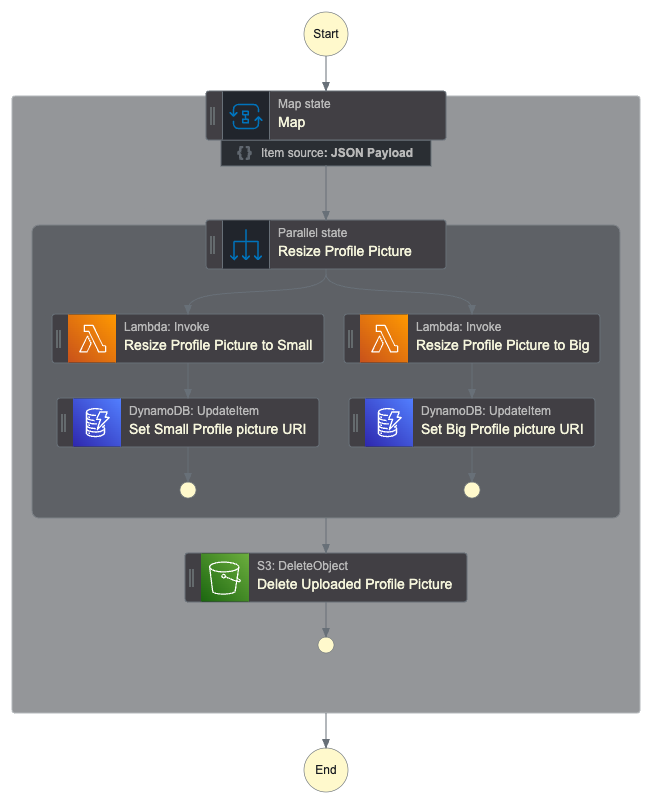 Start
Map state
Map
{} Item source: JSON Payload
Parallel state
Resize Profile Picture
Lambda: Invoke
Resize Profile Picture to Small
Lambda: Invoke
Resize Profile Picture to Big
DynamoDB: UpdateItem
Set Small Profile picture URI
DynamoDB: UpdateItem
Set Big Profile picture URI
S3: DeleteObject
Delete Uploaded Profile Picture
End